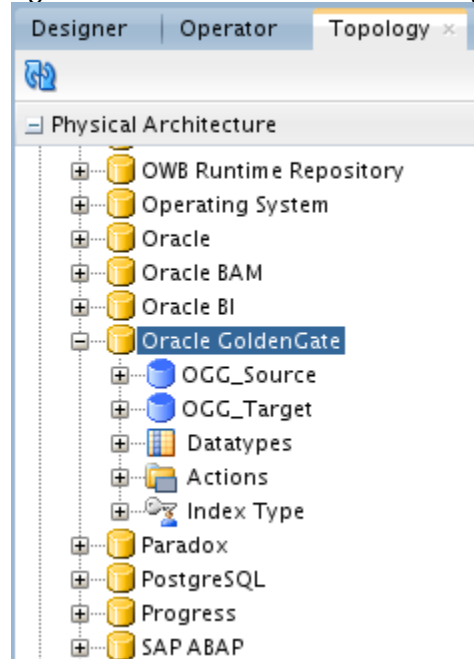 Designer Operator Topology ×
Physical Architecture
OWB Runtime Repository
Operating System
Oracle
Oracle BAM
Oracle BI
Oracle GoldenGate
OGG_Source
OGG_Target
Datatypes
Actions
Index Type
Paradox
PostgreSQL
Progress
SAP ABAP